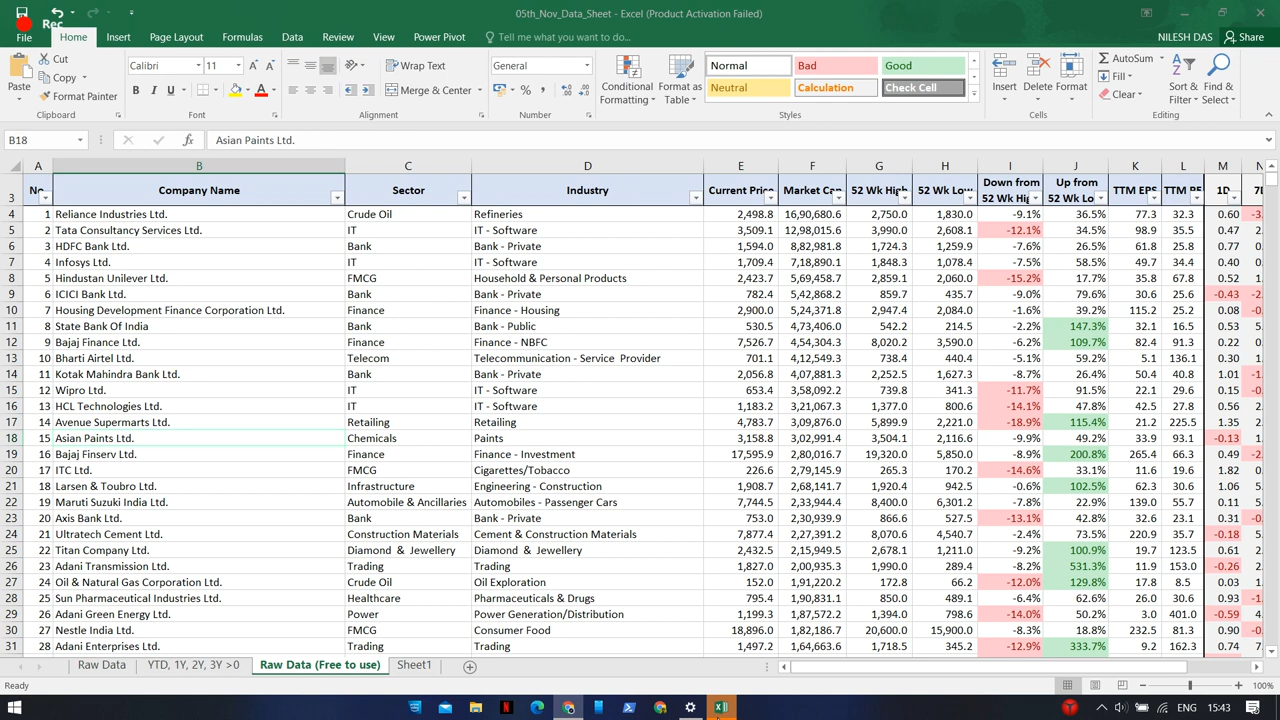 05th_Nov_Data_Sheet - Excel (Product Activation Failed)
Rec
File Home Insert Page Layout Formulas Data Review View Power Pivot Tell me what you want to do... NILESH DAS Share
Cut
Copy
Format Painter
Paste
Clipboard
Calibri 11
B I U
Font
Wrap Text
Merge & Center
Alignment
General
Number
Conditional Formatting
Format as Table
Normal Bad Good
Neutral Calculation Check Cell
Styles
Insert Delete Format
Cells
AutoSum
Fill
Clear
Sort & Filter
Find & Select
Editing
B18 fx Asian Paints Ltd.
A B C D E F G H I J K L M N
3 No. Company Name Sector Industry Current Price Market Cap 52 Wk High 52 Wk Low Down from 52 Wk High Up from 52 Wk Low TTM EPS TTM PE 1D
4 1 Reliance Industries Ltd. Crude Oil Refineries 2,498.8 16,90,680.6 2,750.0 1,830.0 -9.1% 36.5% 77.3 32.3 0.60
5 2 Tata Consultancy Services Ltd. IT IT - Software 3,509.1 12,98,015.6 3,990.0 2,608.1 -12.1% 34.5% 98.9 35.5 0.47
6 3 HDFC Bank Ltd. Bank Bank - Private 1,594.0 8,82,981.8 1,724.3 1,259.9 -7.6% 26.5% 61.8 25.8 0.77
7 4 Infosys Ltd. IT IT - Software 1,709.4 7,18,890.1 1,848.3 1,078.4 -7.5% 58.5% 49.7 34.4 0.40
8 5 Hindustan Unilever Ltd. FMCG Household & Personal Products 2,423.7 5,69,458.7 2,859.1 2,060.0 -15.2% 17.7% 35.8 67.8 0.52
9 6 ICICI Bank Ltd. Bank Bank - Private 782.4 5,42,868.2 859.7 435.7 -9.0% 79.6% 30.6 25.6 -0.43
10 7 Housing Development Finance Corporation Ltd. Finance Finance - Housing 2,900.0 5,24,371.8 2,947.4 2,084.0 -1.6% 39.2% 115.2 25.2 0.08
11 8 State Bank Of India Bank Bank - Public 530.5 4,73,406.0 542.2 214.5 -2.2% 147.3% 32.1 16.5 0.53
12 9 Bajaj Finance Ltd. Finance Finance - NBFC 7,526.7 4,54,304.3 8,020.2 3,590.0 -6.2% 109.7% 82.4 91.3 0.22
13 10 Bharti Airtel Ltd. Telecom Telecommunication - Service Provider 701.1 4,12,549.3 738.4 440.4 -5.1% 59.2% 5.1 136.1 0.30
14 11 Kotak Mahindra Bank Ltd. Bank Bank - Private 2,056.8 4,07,881.3 2,252.5 1,627.3 -8.7% 26.4% 50.4 40.8 1.01
15 12 Wipro Ltd. IT IT - Software 653.4 3,58,092.2 739.8 341.3 -11.7% 91.5% 22.1 29.6 0.15
16 13 HCL Technologies Ltd. IT IT - Software 1,183.2 3,21,067.3 1,377.0 800.6 -14.1% 47.8% 42.5 27.8 0.56
17 14 Avenue Supermarts Ltd. Retailing Retailing 4,783.7 3,09,876.0 5,899.9 2,221.0 -18.9% 115.4% 21.2 225.5 1.35
18 15 Asian Paints Ltd. Chemicals Paints 3,158.8 3,02,991.4 3,504.1 2,116.6 -9.9% 49.2% 33.9 93.1 -0.13
19 16 Bajaj Finserv Ltd. Finance Finance - Investment 17,595.9 2,80,016.7 19,320.0 5,850.0 -8.9% 200.8% 265.4 66.3 0.49
20 17 ITC Ltd. FMCG Cigarettes/Tobacco 226.6 2,79,145.9 265.3 170.2 -14.6% 33.1% 11.6 19.6 1.82
21 18 Larsen & Toubro Ltd. Infrastructure Engineering - Construction 1,908.7 2,68,141.7 1,920.4 942.5 -0.6% 102.5% 62.3 30.6 1.06
22 19 Maruti Suzuki India Ltd. Automobile & Ancillaries Automobiles - Passenger Cars 7,744.5 2,33,944.4 8,400.0 6,301.2 -7.8% 22.9% 139.0 55.7 0.11
23 20 Axis Bank Ltd. Bank Bank - Private 753.0 2,30,939.9 866.6 527.5 -13.1% 42.8% 32.6 23.1 0.31
24 21 Ultratech Cement Ltd. Construction Materials Cement & Construction Materials 7,877.4 2,27,391.2 8,070.6 4,540.7 -2.4% 73.5% 220.9 35.7 -0.18
25 22 Titan Company Ltd. Diamond & Jewellery Diamond & Jewellery 2,432.5 2,15,949.5 2,678.1 1,211.0 -9.2% 100.9% 19.7 123.5 0.61
26 23 Adani Transmission Ltd. Trading Trading 1,827.0 2,00,935.3 1,990.0 289.4 -8.2% 531.3% 11.9 153.0 -0.26
27 24 Oil & Natural Gas Corporation Ltd. Crude Oil Oil Exploration 152.0 1,91,220.2 172.8 66.2 -12.0% 129.8% 17.8 8.5 0.03
28 25 Sun Pharmaceutical Industries Ltd. Healthcare Pharmaceuticals & Drugs 795.4 1,90,831.1 850.0 489.1 -6.4% 62.6% 26.0 30.6 0.93
29 26 Adani Green Energy Ltd. Power Power Generation/Distribution 1,199.3 1,87,572.2 1,394.0 798.6 -14.0% 50.2% 3.0 401.0 -0.59
30 27 Nestle India Ltd. FMCG Consumer Food 18,896.0 1,82,186.7 20,600.0 15,900.0 -8.3% 18.8% 232.5 81.3 0.90
31 28 Adani Enterprises Ltd. Trading Trading 1,497.2 1,64,663.6 1,718.5 345.2 -12.9% 333.7% 9.2 162.3 0.74
Raw Data YTD, 1Y, 2Y, 3Y >0 Raw Data (Free to use) Sheet1
Ready 100%
ENG 15:43